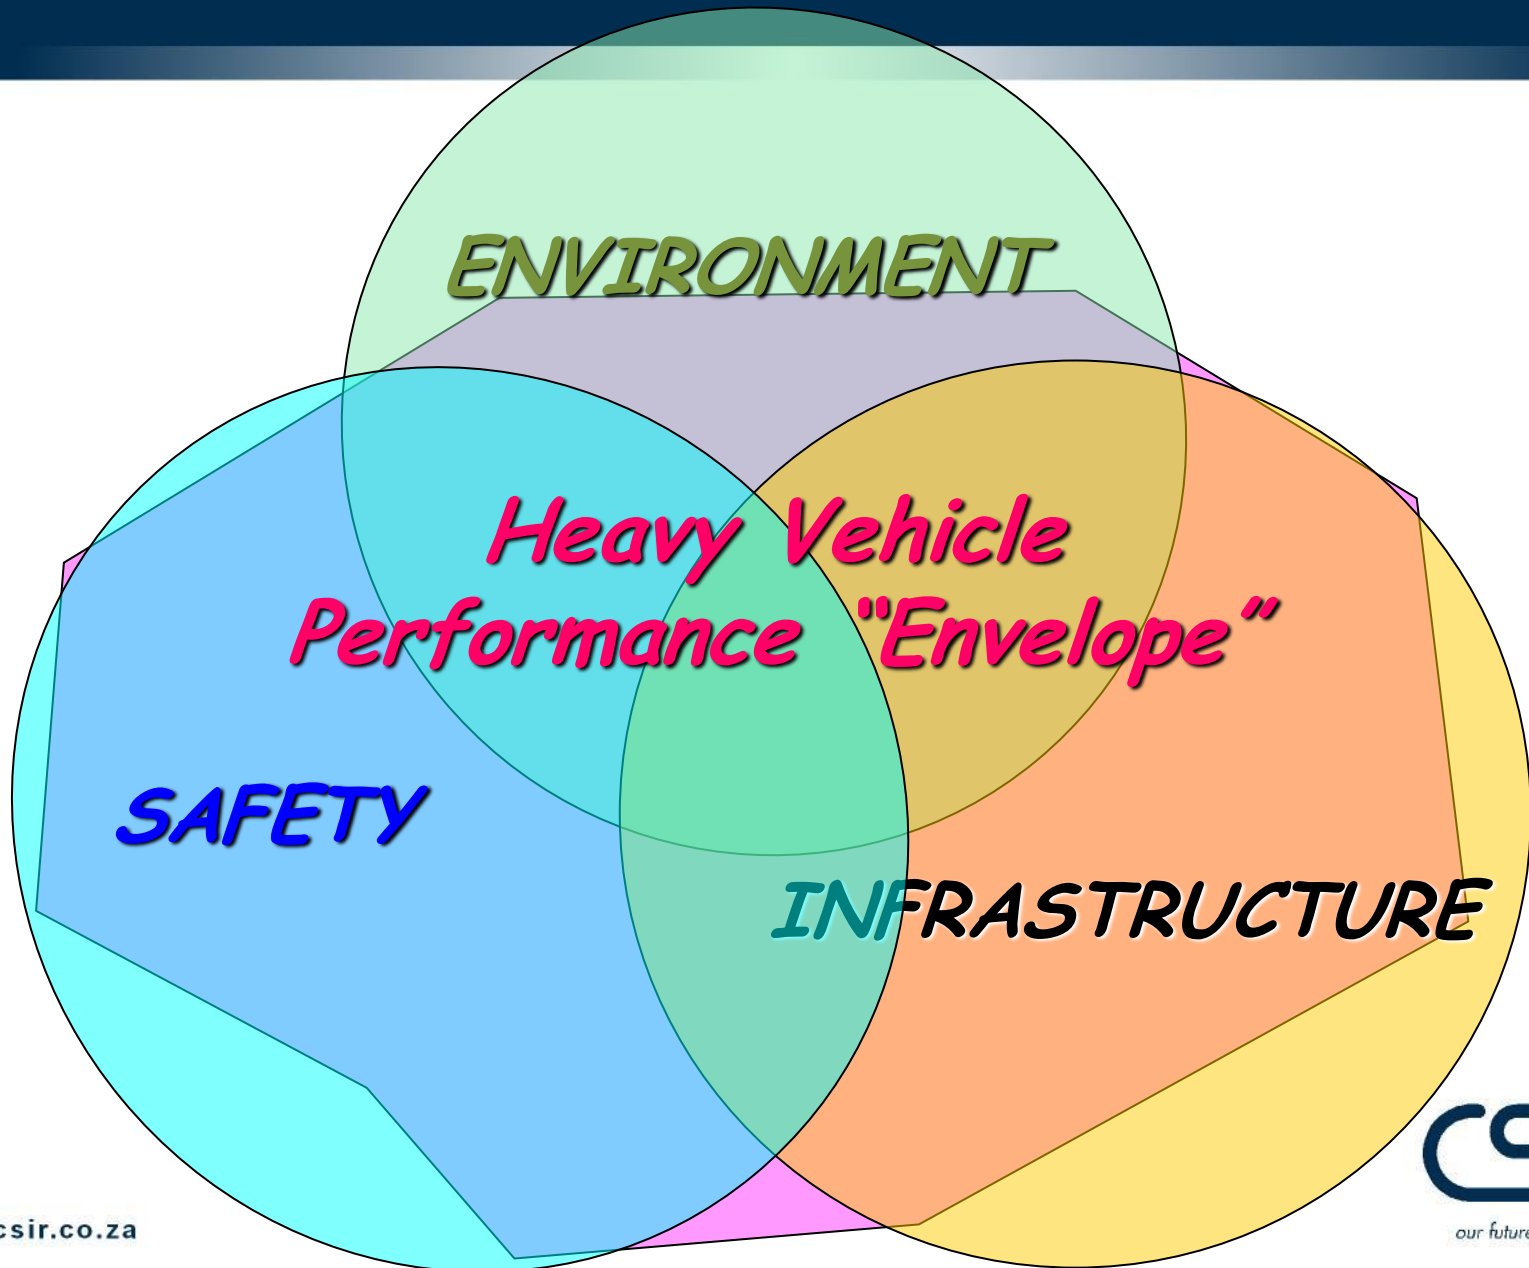 ENVIRONMENT
Heavy Vehicle
Performance “Envelope”
SAFETY
INFRASTRUCTURE
csir.co.za
our future